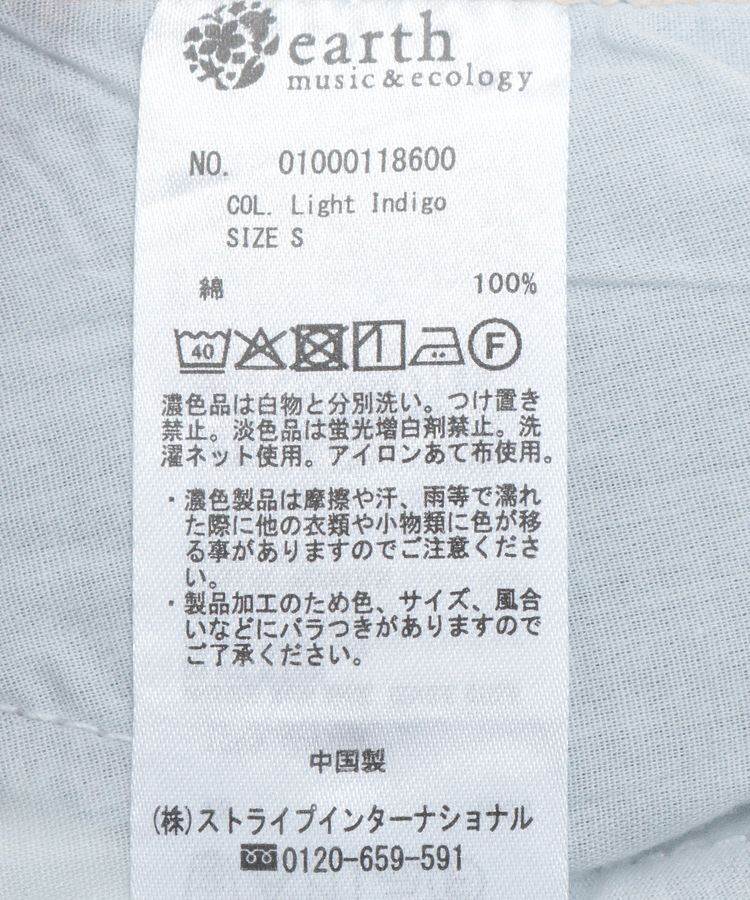 earth
music&ecology
NO. 01000118600
COL. Light Indigo
SIZE S
綿 100%
40
F
濃色品は白物と分別洗い。つけ置き
禁止。淡色品は蛍光増白剤禁止。洗
濯ネット使用。アイロンあて布使用。
・濃色製品は摩擦や汗、雨等で濡れ
た際に他の衣類や小物類に色が移
る事がありますのでご注意くださ
い。
・製品加工のため色、サイズ、風合
いなどにバラつきがありますので
ご了承ください。
中国製
(株)ストライプインターナショナル
0120-659-591